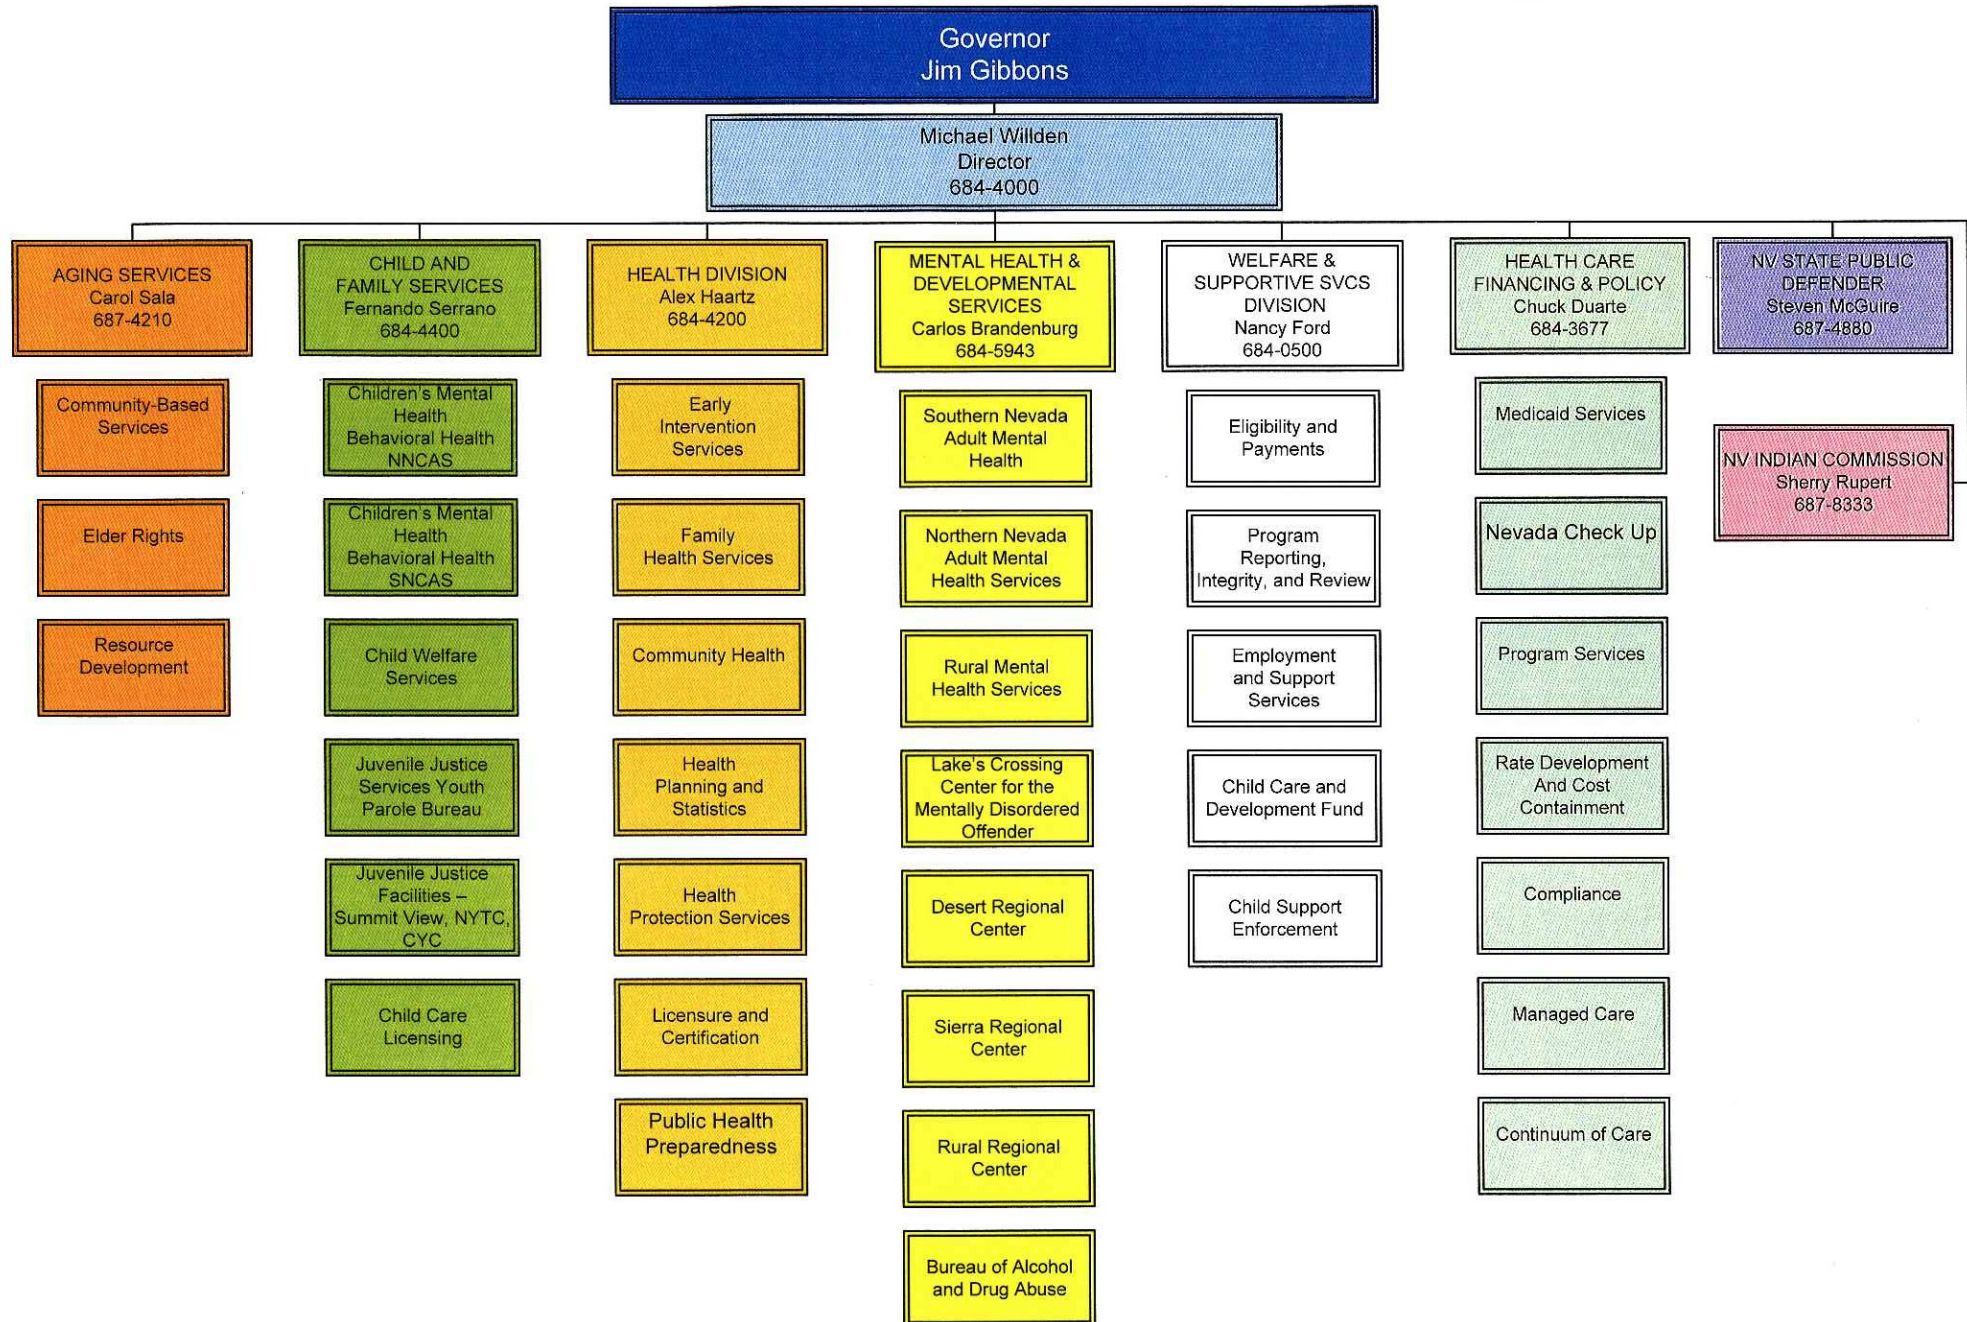 Governor
Jim Gibbons
Michael Willden
Director
684-4000
AGING SERVICES
Carol Sala
687-4210
Community-Based
Services
Elder Rights
Resource
Development
CHILD AND
FAMILY SERVICES
Fernando Serrano
684-4400
Children's Mental
Health
Behavioral Health
NNCAS
Children's Mental
Health
Behavioral Health
SNCAS
Child Welfare
Services
Juvenile Justice
Services Youth
Parole Bureau
Juvenile Justice
Facilities –
Summit View, NYTC,
CYC
Child Care
Licensing
HEALTH DIVISION
Alex Haartz
684-4200
Early
Intervention
Services
Family
Health Services
Community Health
Health
Planning and
Statistics
Health
Protection Services
Licensure and
Certification
Public Health
Preparedness
MENTAL HEALTH &
DEVELOPMENTAL
SERVICES
Carlos Brandenburg
684-5943
Southern Nevada
Adult Mental
Health
Northern Nevada
Adult Mental
Health Services
Rural Mental
Health Services
Lake's Crossing
Center for the
Mentally Disordered
Offender
Desert Regional
Center
Sierra Regional
Center
Rural Regional
Center
Bureau of Alcohol
and Drug Abuse
WELFARE &
SUPPORTIVE SVCS
DIVISION
Nancy Ford
684-0500
Eligibility and
Payments
Program
Reporting,
Integrity, and Review
Employment
and Support
Services
Child Care and
Development Fund
Child Support
Enforcement
HEALTH CARE
FINANCING & POLICY
Chuck Duarte
684-3677
Medicaid Services
Nevada Check Up
Program Services
Rate Development
And Cost
Containment
Compliance
Managed Care
Continuum of Care
NV STATE PUBLIC
DEFENDER
Steven McGuire
687-4880
NV INDIAN COMMISSION
Sherry Rupert
687-8333